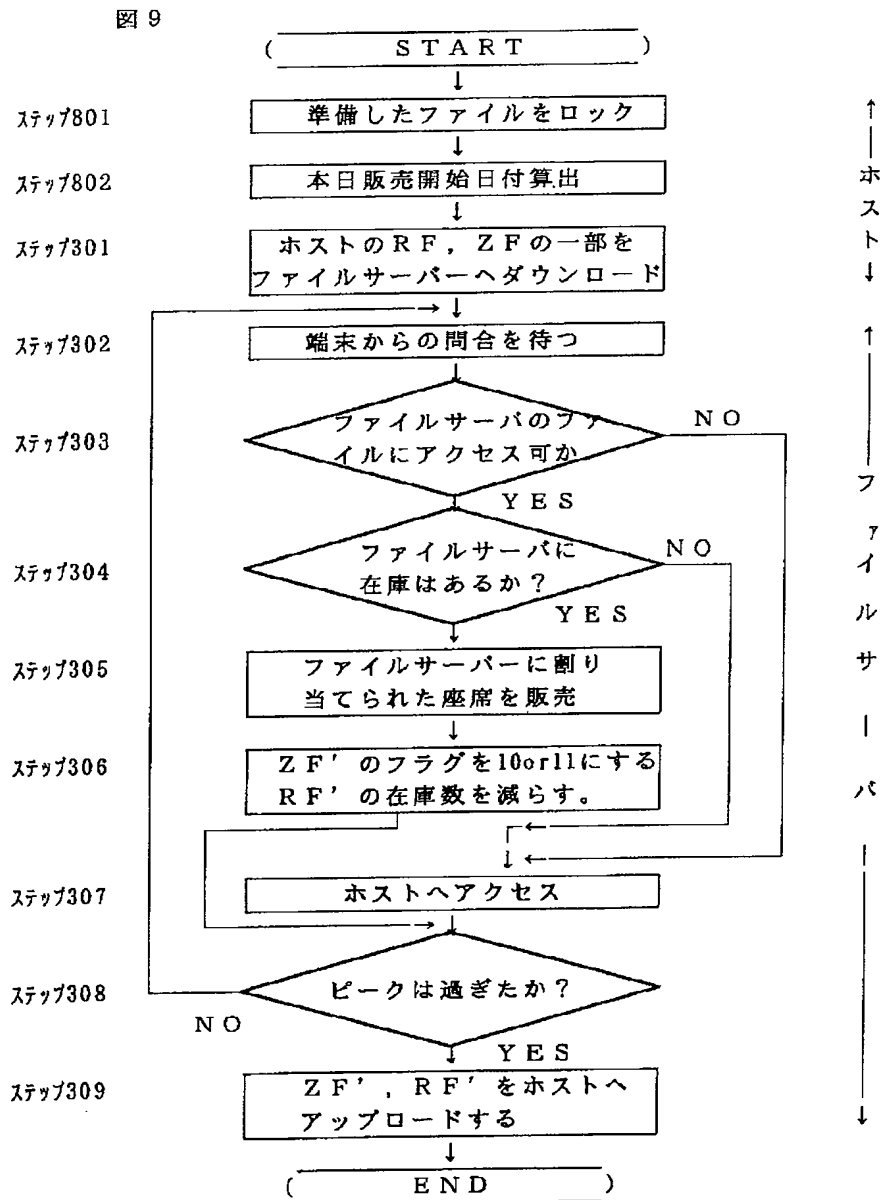 図9
START
ステップ801
準備したファイルをロック
ステップ802
本日販売開始日付算出
ステップ301
ホストのRF，ZFの一部を
ファイルサーバーへダウンロード
ホスト
ステップ302
端末からの問合を待つ
ステップ303
ファイルサーバのファ
イルにアクセス可か
NO
YES
ステップ304
ファイルサーバに
在庫はあるか？
NO
YES
ステップ305
ファイルサーバーに割り
当てられた座席を販売
ステップ306
ZF'のフラグを10or11にする
RF'の在庫数を減らす。
ファイルサーバ
ステップ307
ホストへアクセス
ステップ308
ピークは過ぎたか？
NO
YES
ステップ309
ZF'，RF'をホストへ
アップロードする
END